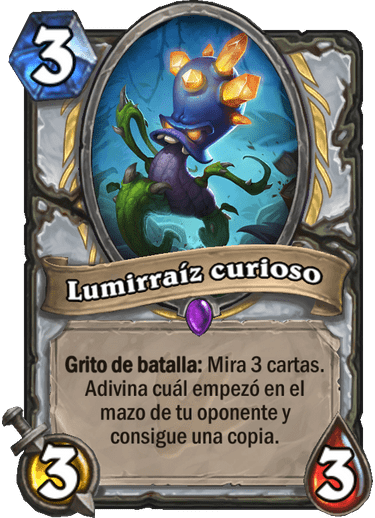 3
Lumirraíz curioso
Grito de batalla: Mira 3 cartas.
Adivina cuál empezó en el
mazo de tu oponente y
consigue una copia.
3
3